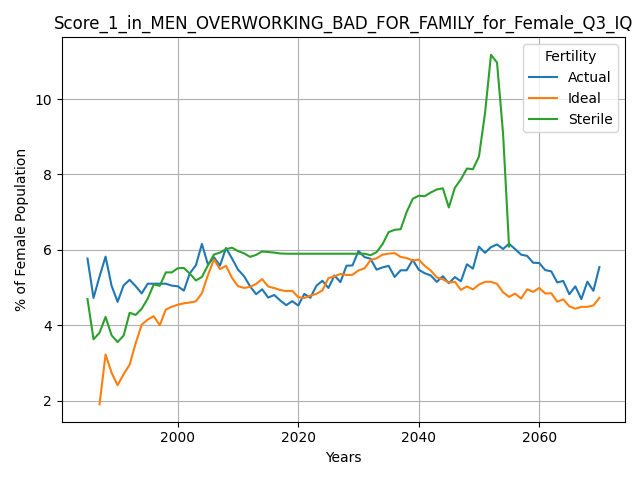 Score_1_in_MEN_OVERWORKING_BAD_FOR_FAMILY_for_Female_Q3_IQ
Fertility
Actual
Ideal
Sterile
% of Female Population
10
8
6
4
2
2000 2020 2040 2060
Years